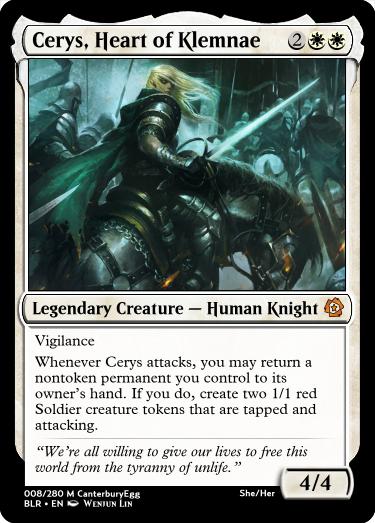 Cerys, Heart of Klemnae 2
Legendary Creature — Human Knight
Vigilance
Whenever Cerys attacks, you may return a
nontoken permanent you control to its
owner's hand. If you do, create two 1/1 red
Soldier creature tokens that are tapped and
attacking.
“We're all willing to give our lives to free this
world from the tyranny of unlife.”
4/4
008/280 M CanterburyEgg She/Her
BLR • EN Wenjun Lin